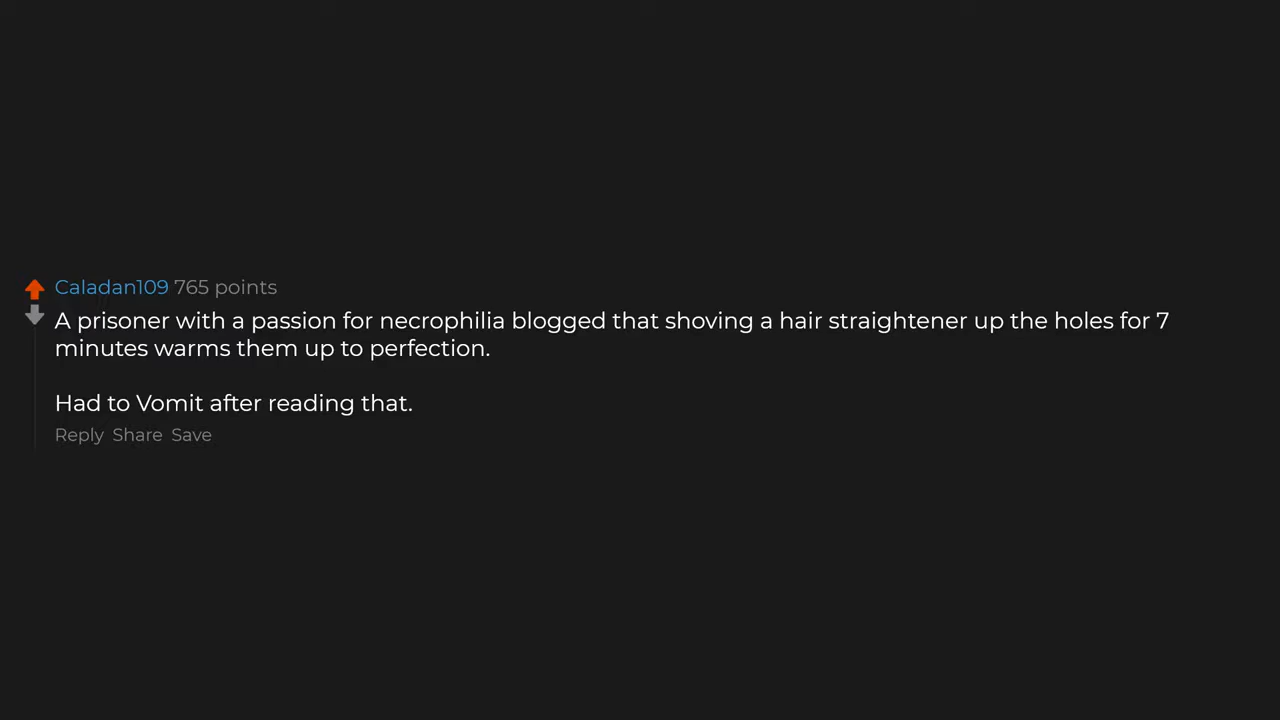 Caladan109 765 points
A prisoner with a passion for necrophilia blogged that shoving a hair straightener up the holes for 7
minutes warms them up to perfection.
Had to Vomit after reading that.
Reply Share Save